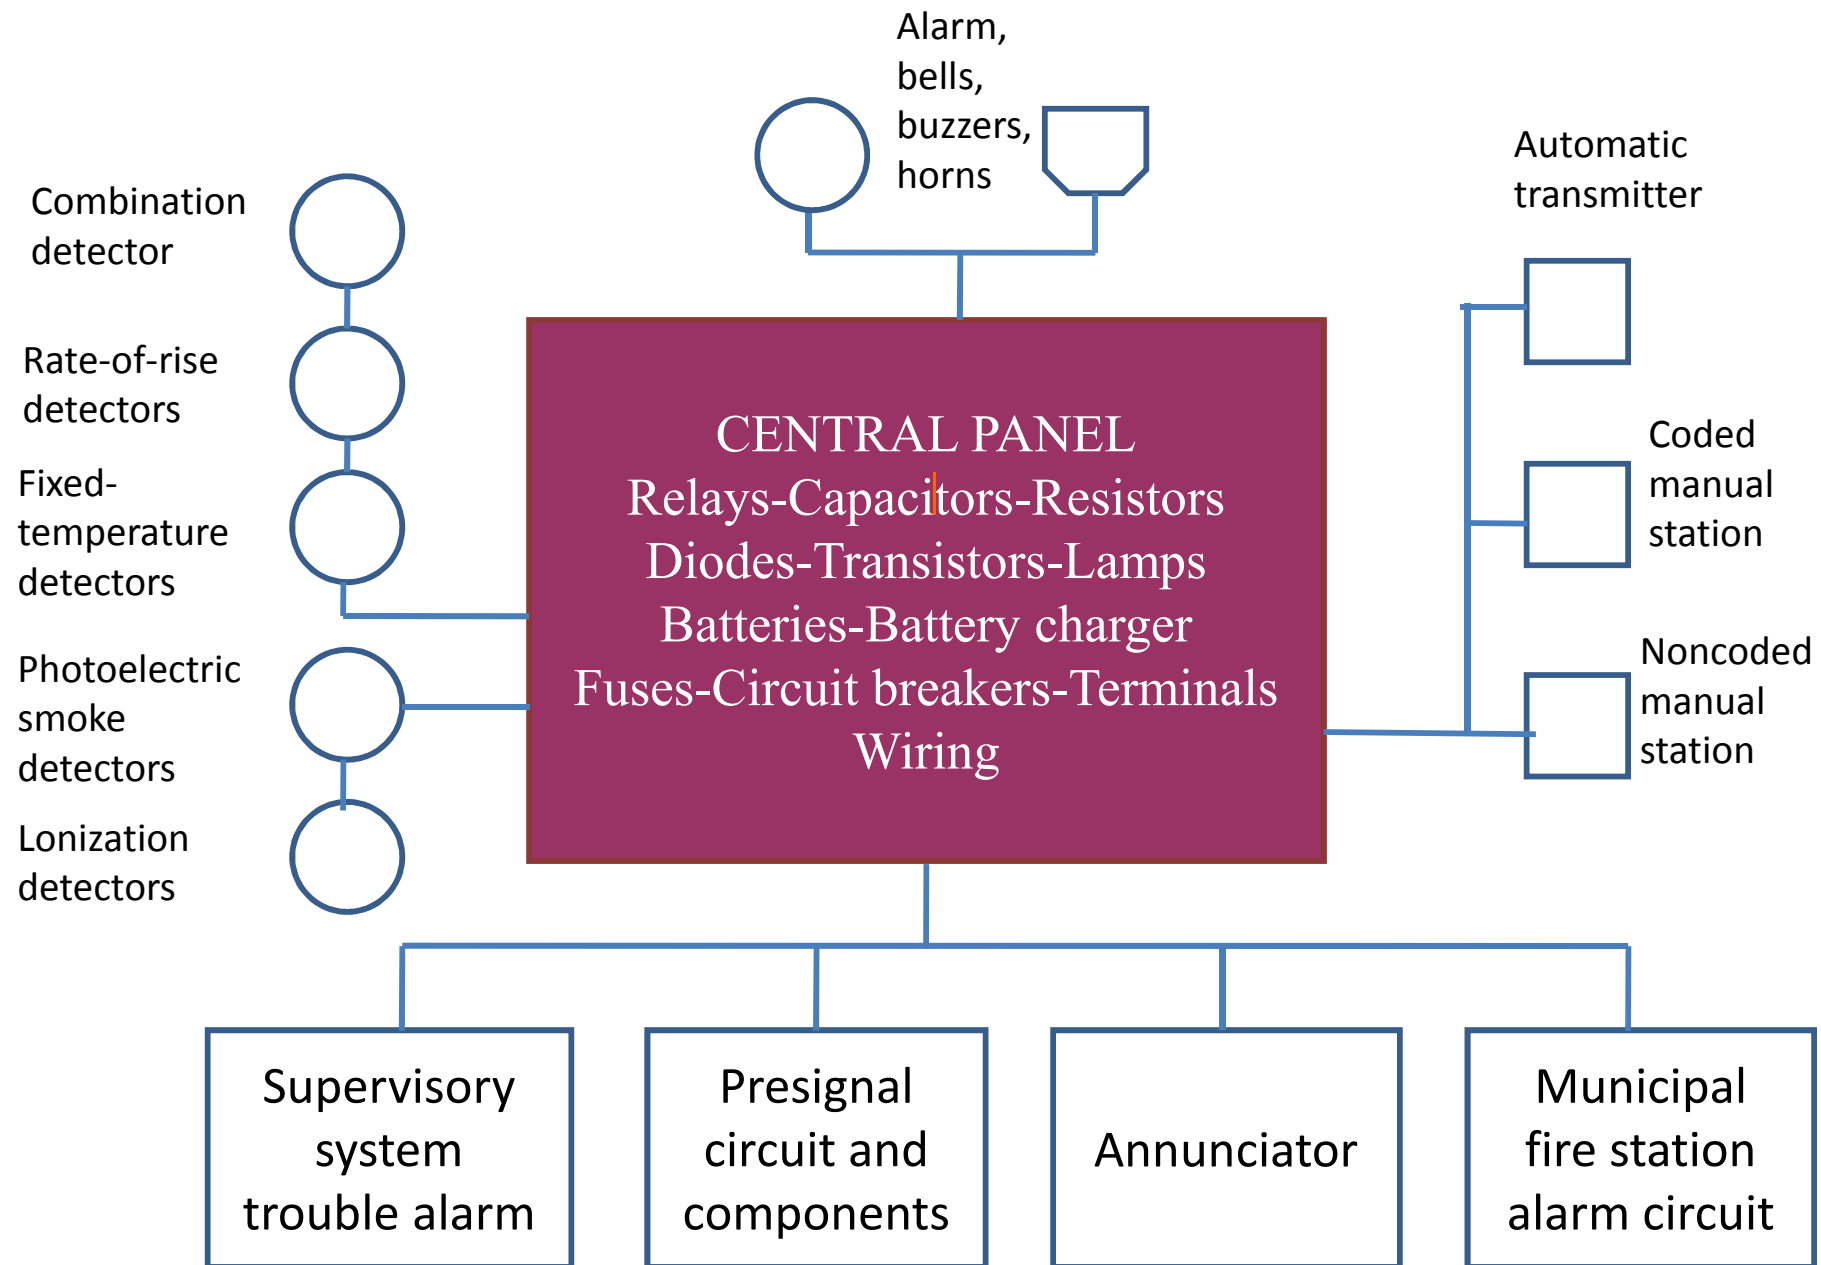 Alarm,
bells,
buzzers,
horns
Automatic
transmitter
Combination
detector
Rate-of-rise
detectors
Fixed-
temperature
detectors
Photoelectric
smoke
detectors
Lonization
detectors
CENTRAL PANEL
Relays-Capacitors-Resistors
Diodes-Transistors-Lamps
Batteries-Battery charger
Fuses-Circuit breakers-Terminals
Wiring
Coded
manual
station
Noncoded
manual
station
Supervisory
system
trouble alarm
Presignal
circuit and
components
Annunciator
Municipal
fire station
alarm circuit